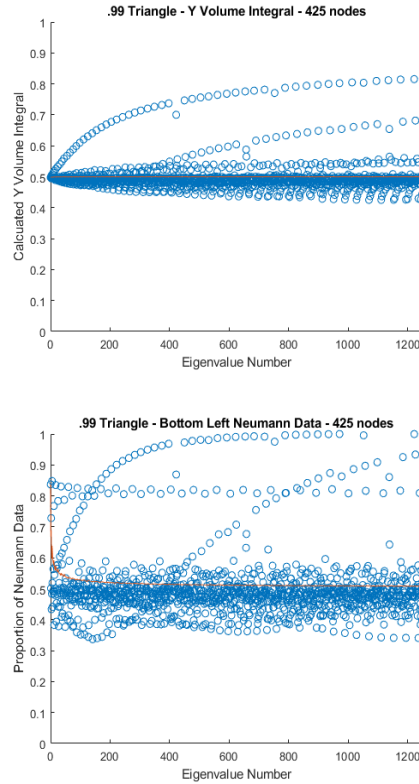 .99 Triangle - Y Volume Integral - 425 nodes
1
0.9
0.8
0.7
0.6
0.5
0.4
0.3
0.2
0.1
0
Calcuated Y Volume Integral
0 200 400 600 800 1000 1200
Eigenvalue Number
.99 Triangle - Bottom Left Neumann Data - 425 nodes
1
0.9
0.8
0.7
0.6
0.5
0.4
0.3
0.2
0.1
0
Proportion of Neumann Data
0 200 400 600 800 1000 1200
Eigenvalue Number